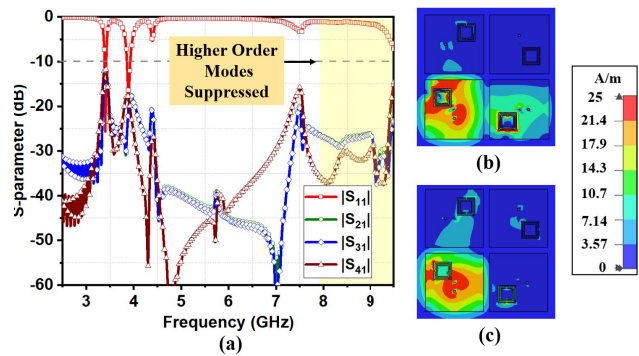 0
-10
-20
-30
-40
-50
-60
S-parameter (dB)
Higher Order
Modes
Suppressed
|S11|
|S21|
|S31|
|S41|
3 4 5 6 7 8 9
Frequency (GHz)
(a)
(b)
(c)
A/m
25
21.4
17.9
14.3
10.7
7.14
3.57
0